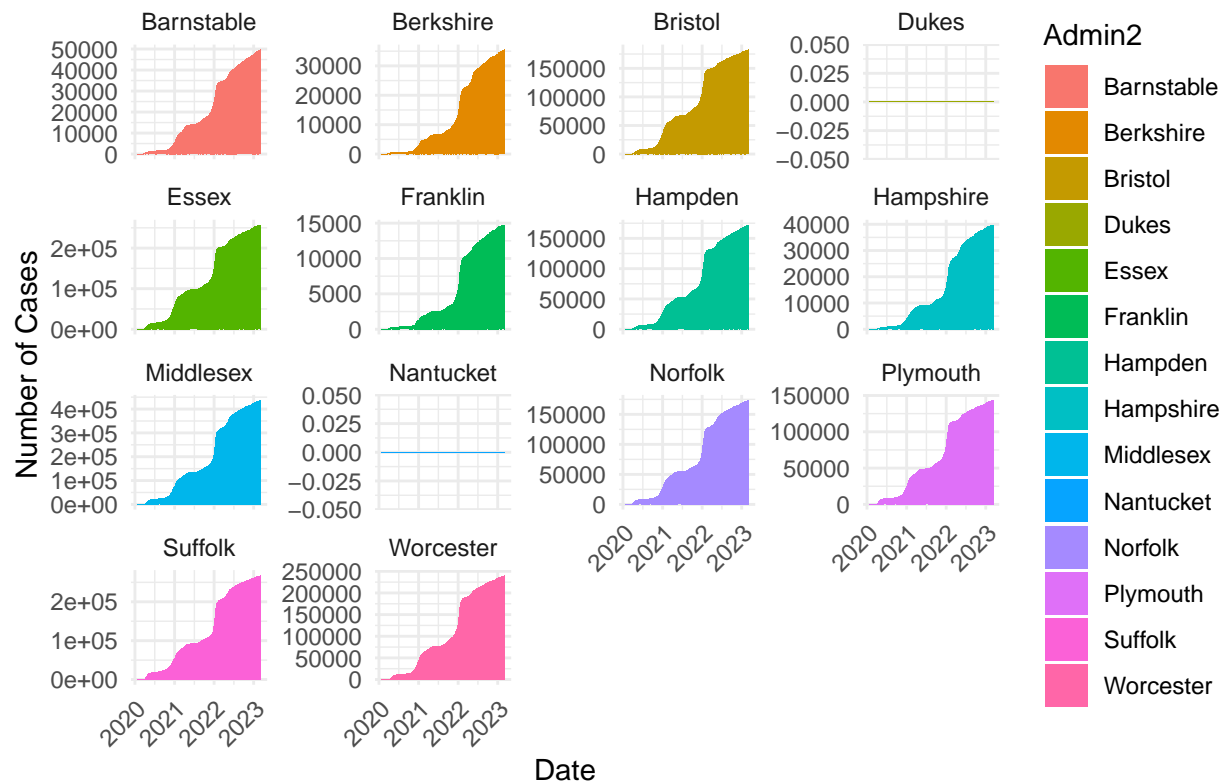 Barnstable
Berkshire
Bristol
Dukes
50000
40000
30000
20000
10000
0
30000
20000
10000
0
150000
100000
50000
0
0.050
0.025
0.000
−0.025
−0.050
Essex
Franklin
Hampden
Hampshire
2e+05
1e+05
0e+00
15000
10000
5000
0
150000
100000
50000
0
40000
30000
20000
10000
0
Middlesex
Nantucket
Norfolk
Plymouth
4e+05
3e+05
2e+05
1e+05
0e+00
0.050
0.025
0.000
−0.025
−0.050
150000
100000
50000
0
150000
100000
50000
0
2020
2021
2022
2023
2020
2021
2022
2023
Suffolk
Worcester
2e+05
1e+05
0e+00
250000
200000
150000
100000
50000
0
2020
2021
2022
2023
2020
2021
2022
2023
Number of Cases
Date
Admin2
Barnstable
Berkshire
Bristol
Dukes
Essex
Franklin
Hampden
Hampshire
Middlesex
Nantucket
Norfolk
Plymouth
Suffolk
Worcester